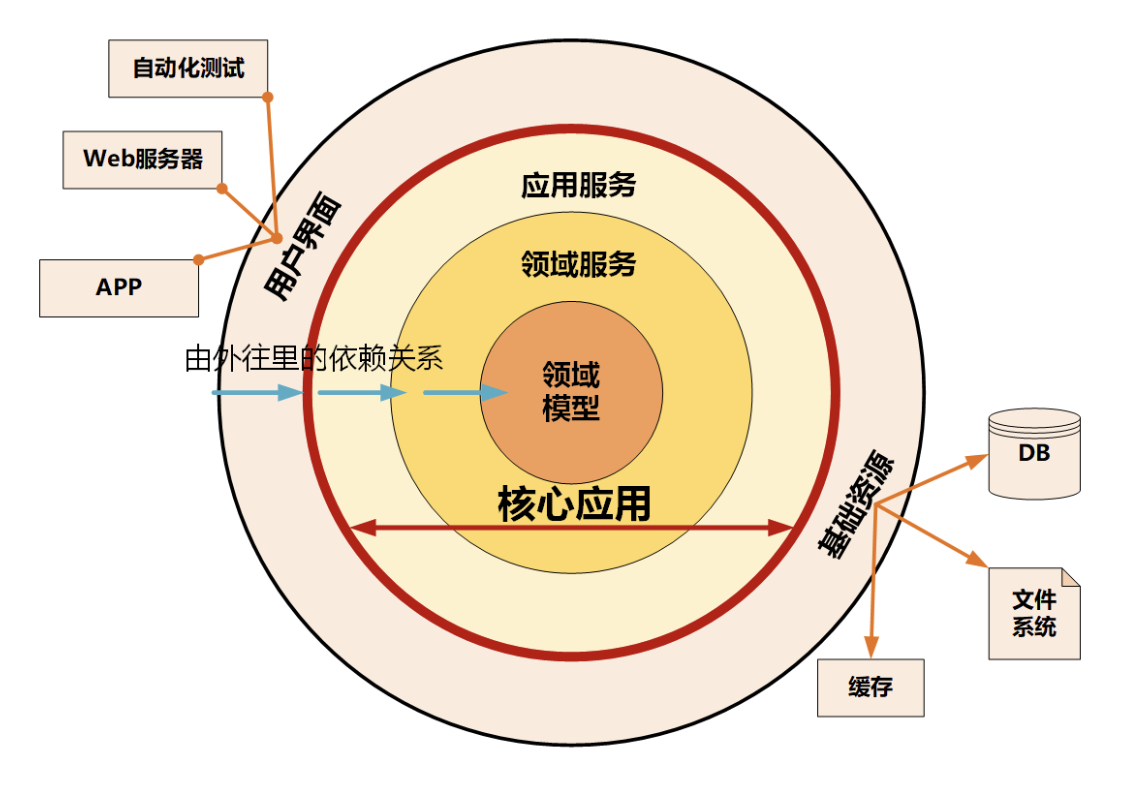 自动化测试
Web服务器
APP
用户界面
应用服务
领域服务
由外往里的依赖关系
领域
模型
核心应用
基础资源
DB
文件
系统
缓存